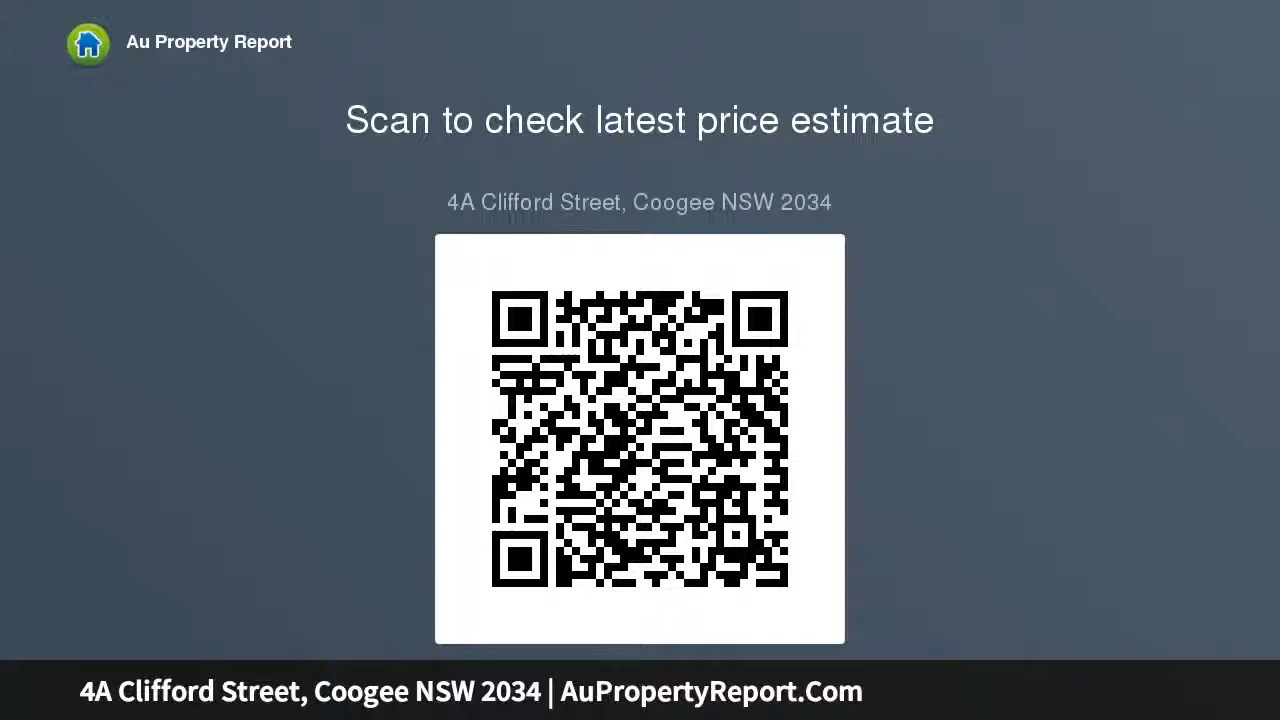 Au Property Report
Scan to check latest price estimate
4A Clifford Street, Coogee NSW 2034
4A Clifford Street, Coogee NSW 2034 | AuPropertyReport.Com